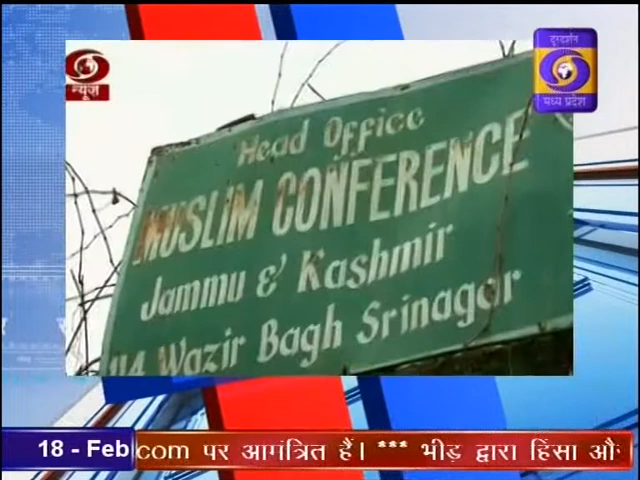 न्यूज़
दूरदर्शन
मध्य प्रदेश
Head Office
MUSLIM CONFERENCE
Jammu & Kashmir
114 Wazir Bagh Srinagar
18 - Feb
com पर आमंत्रित हैं। *** भीड़ द्वारा हिंसा और